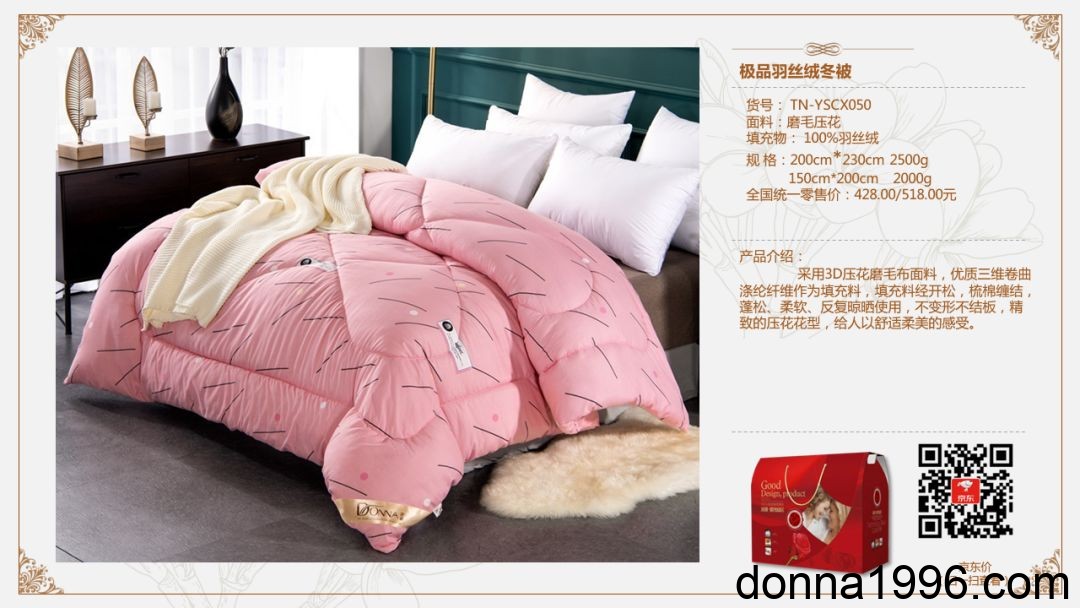 极品羽丝绒冬被
货号： TN-YSCX050
面料：磨毛压花
填充物： 100%羽丝绒
规 格：200cm*230cm 2500g
150cm*200cm 2000g
全国统一零售价：428.00/518.00元
产品介绍：
采用3D压花磨毛布面料，优质三维卷曲
涤纶纤维作为填充料，填充料经开松，梳棉缠结，
蓬松、柔软、反复晾晒使用，不变形不结板，精
致的压花花型，给人以舒适柔美的感受。
DONNA
Good
Design, product
京东
京东价
扫查看
donna1996.com